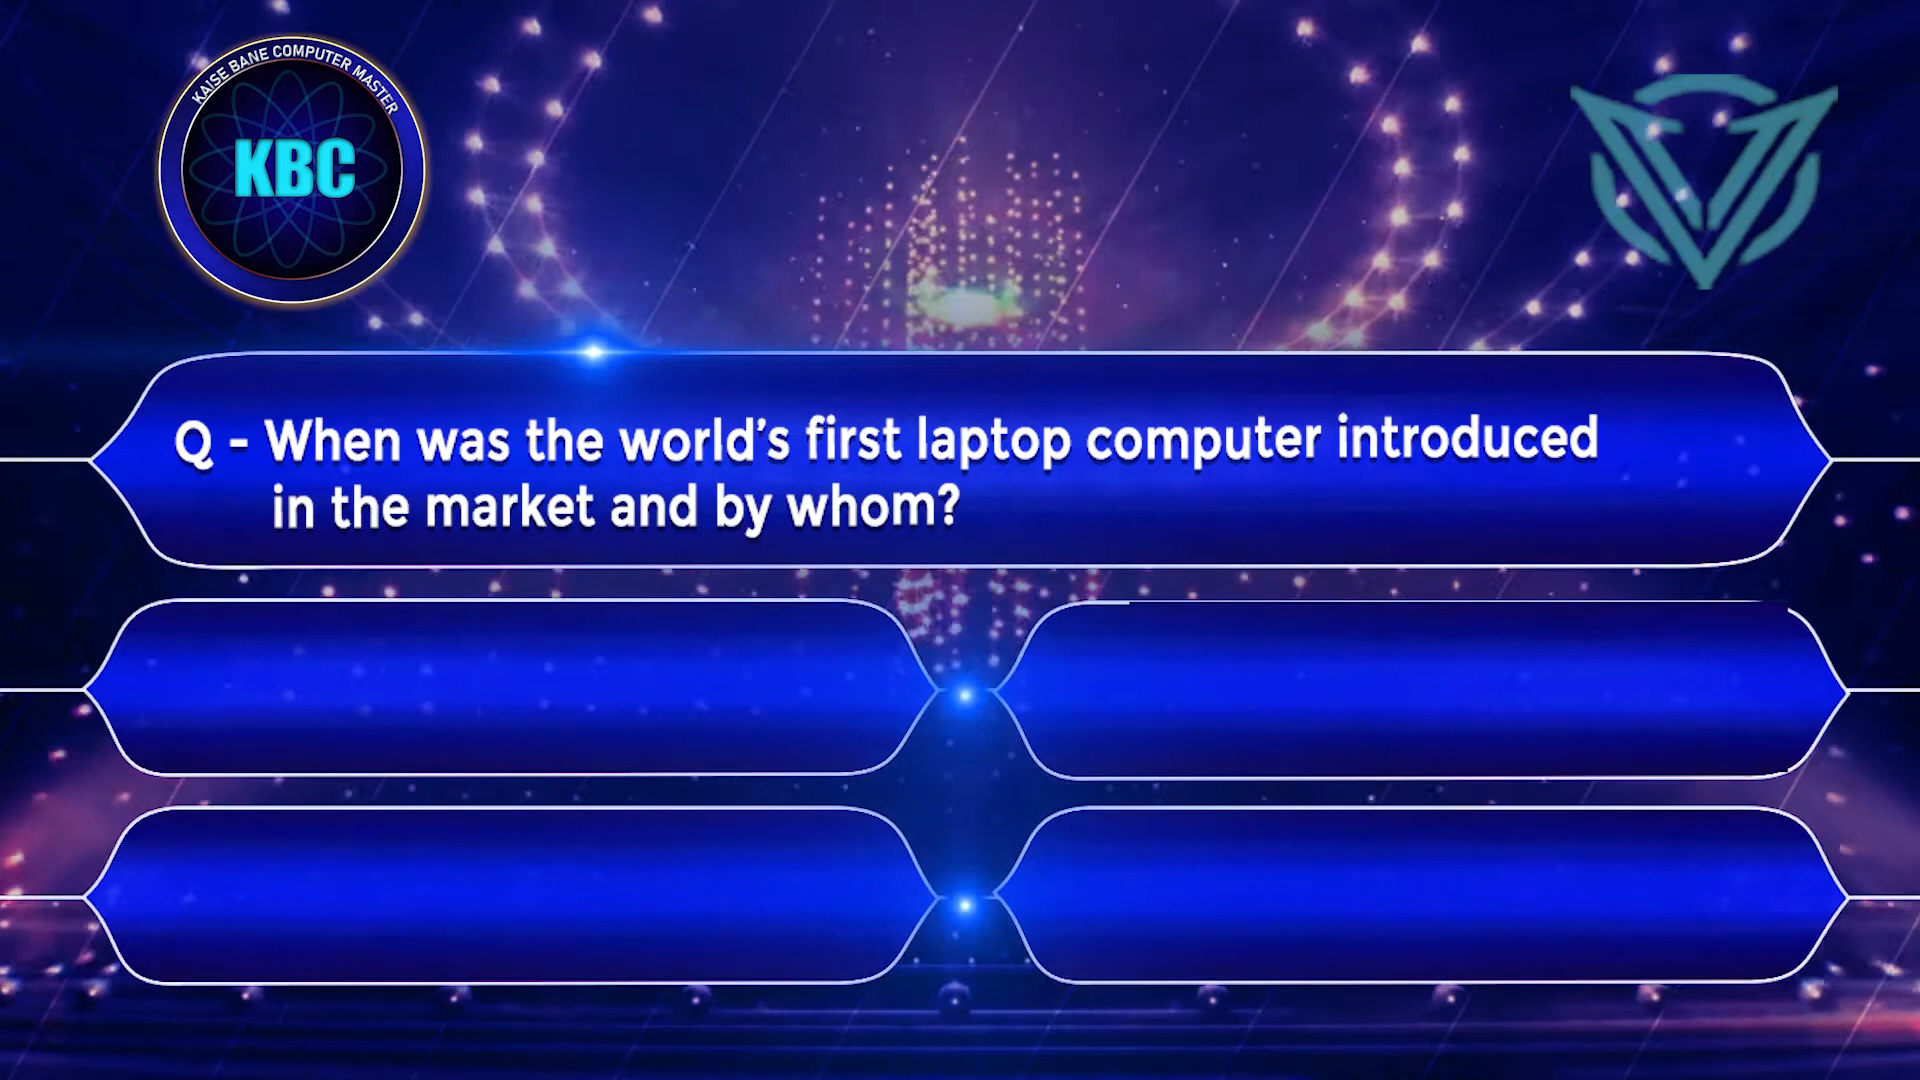 KAISE BANE COMPUTER MASTER
KBC
Q - When was the world's first laptop computer introduced
in the market and by whom?